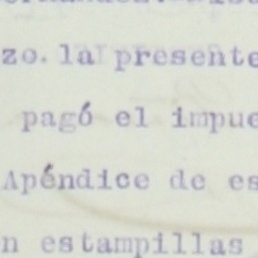 zo. la presente
pagó el impue
Apéndice de es
n estampillas